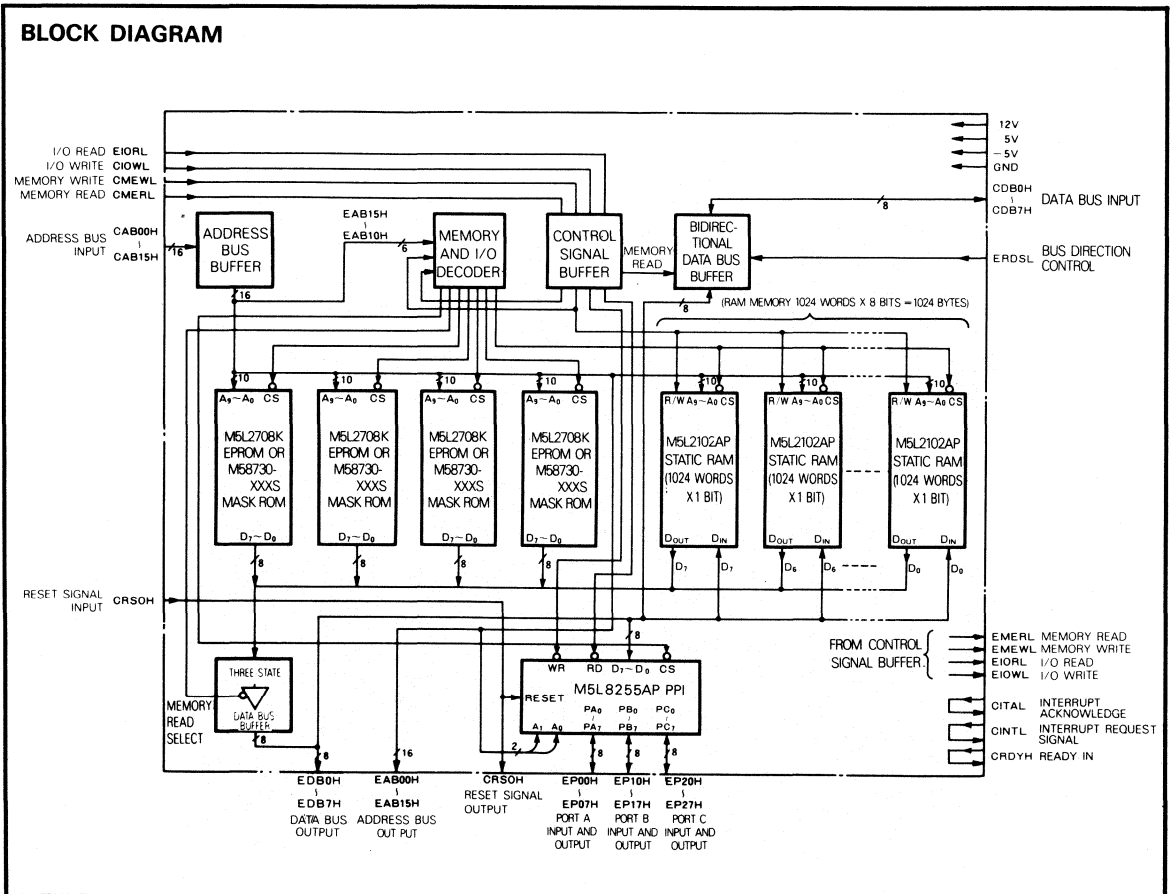 BLOCK DIAGRAM
12V
5V
-5V
GND
I/O READ EIORL
I/O WRITE CIOWL
MEMORY WRITE CMEWL
MEMORY READ CMERL
CDB0H
~
CDB7H
DATA BUS INPUT
8
ADDRESS BUS
INPUT
CAB00H
~
CAB15H
16
ADDRESS
BUS
BUFFER
16
EAB15H
~
EAB10H
6
MEMORY
AND I/O
DECODER
CONTROL
SIGNAL
BUFFER
MEMORY
READ
BIDIREC-
TIONAL
DATA BUS
BUFFER
8
ERDSL
BUS DIRECTION
CONTROL
(RAM MEMORY 1024 WORDS X 8 BITS = 1024 BYTES)
10
10
10
10
10
10
10
A9~A0 CS
M5L2708K
EPROM OR
M58730-
XXXS
MASK ROM
D7~D0
8
A9~A0 CS
M5L2708K
EPROM OR
M58730-
XXXS
MASK ROM
D7~D0
8
A9~A0 CS
M5L2708K
EPROM OR
M58730-
XXXS
MASK ROM
D7~D0
8
A9~A0 CS
M5L2708K
EPROM OR
M58730-
XXXS
MASK ROM
D7~D0
8
R/W A9~A0 CS
M5L2102AP
STATIC RAM
(1024 WORDS
X1 BIT)
DOUT DIN
D7 D7
R/W A9~A0 CS
M5L2102AP
STATIC RAM
(1024 WORDS
X1 BIT)
DOUT DIN
D6 D6
R/W A9~A0 CS
M5L2102AP
STATIC RAM
(1024 WORDS
X1 BIT)
DOUT DIN
D0 D0
RESET SIGNAL
INPUT
CRSOH
8
FROM CONTROL
SIGNAL BUFFER
EMERL MEMORY READ
EMEWL MEMORY WRITE
EIORL I/O READ
EIOWL I/O WRITE
THREE STATE
DATA BUS
BUFFER
MEMORY
READ
SELECT
8
WR RD D7~D0 CS
M5L8255AP PPI
RESET
A1 A0
PA0
~
PA7
PB0
~
PB7
PC0
~
PC7
CITAL INTERRUPT
ACKNOWLEDGE
CINTL INTERRUPT REQUEST
SIGNAL
CRDYH READY IN
8
16
2
8
8
8
EDB0H
~
EDB7H
DATA BUS
OUTPUT
EAB00H
~
EAB15H
ADDRESS BUS
OUT PUT
CRSOH
RESET SIGNAL
OUTPUT
EP00H
~
EP07H
PORT A
INPUT AND
OUTPUT
EP10H
~
EP17H
PORT B
INPUT AND
OUTPUT
EP20H
~
EP27H
PORT C
INPUT AND
OUTPUT